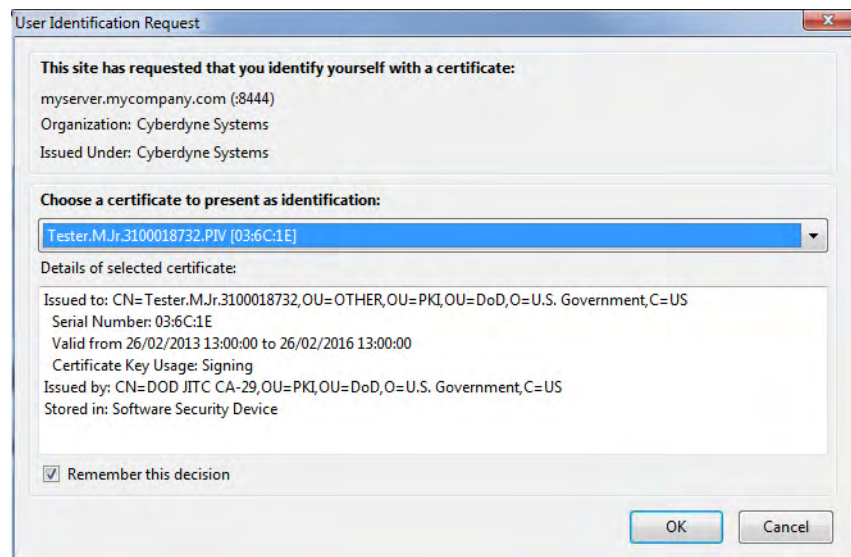 User Identification Request
This site has requested that you identify yourself with a certificate:
myserver.mycompany.com (:8444)
Organization: Cyberdyne Systems
Issued Under: Cyberdyne Systems
Choose a certificate to present as identification:
Tester.M.Jr.3100018732.PIV [03:6C:1E]
Details of selected certificate:
Issued to: CN=Tester.M.Jr.3100018732,OU=OTHER,OU=PKI,OU=DoD,O=U.S. Government,C=US
Serial Number: 03:6C:1E
Valid from 26/02/2013 13:00:00 to 26/02/2016 13:00:00
Certificate Key Usage: Signing
Issued by: CN=DOD JITC CA-29,OU=PKI,OU=DoD,O=U.S. Government,C=US
Stored in: Software Security Device
Remember this decision
OK Cancel